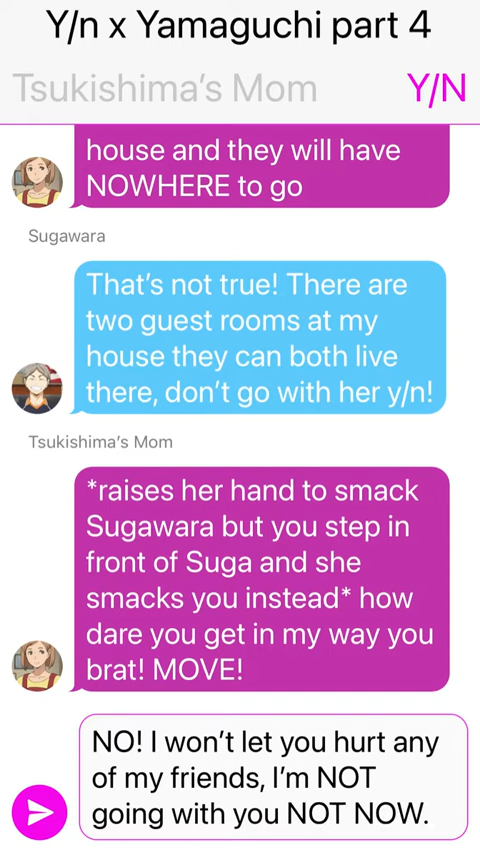 Y/n x Yamaguchi part 4
Tsukishima’s Mom
Y/N
house and they will have
NOWHERE to go
Sugawara
That’s not true! There are
two guest rooms at my
house they can both live
there, don’t go with her y/n!
Tsukishima’s Mom
*raises her hand to smack
Sugawara but you step in
front of Suga and she
smacks you instead* how
dare you get in my way you
brat! MOVE!
NO! I won’t let you hurt any
of my friends, I’m NOT
going with you NOT NOW.